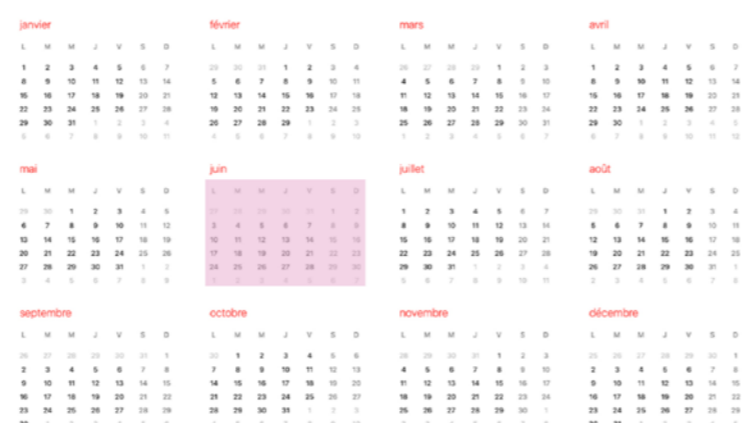 janvier
L M M J V S D
1 2 3 4 5 6 7
8 9 10 11 12 13 14
15 16 17 18 19 20 21
22 23 24 25 26 27 28
29 30 31 1 2 3 4
5 6 7 8 9 10 11
février
L M M J V S D
29 30 31 1 2 3 4
5 6 7 8 9 10 11
12 13 14 15 16 17 18
19 20 21 22 23 24 25
26 27 28 29 1 2 3
4 5 6 7 8 9 10
mars
L M M J V S D
26 27 28 29 1 2 3
4 5 6 7 8 9 10
11 12 13 14 15 16 17
18 19 20 21 22 23 24
25 26 27 28 29 30 31
1 2 3 4 5 6 7
avril
L M M J V S D
1 2 3 4 5 6 7
8 9 10 11 12 13 14
15 16 17 18 19 20 21
22 23 24 25 26 27 28
29 30 1 2 3 4 5
6 7 8 9 10 11 12
mai
L M M J V S D
29 30 1 2 3 4 5
6 7 8 9 10 11 12
13 14 15 16 17 18 19
20 21 22 23 24 25 26
27 28 29 30 31 1 2
3 4 5 6 7 8 9
juin
L M M J V S D
27 28 29 30 31 1 2
3 4 5 6 7 8 9
10 11 12 13 14 15 16
17 18 19 20 21 22 23
24 25 26 27 28 29 30
1 2 3 4 5 6 7
juillet
L M M J V S D
1 2 3 4 5 6 7
8 9 10 11 12 13 14
15 16 17 18 19 20 21
22 23 24 25 26 27 28
29 30 31 1 2 3 4
5 6 7 8 9 10 11
août
L M M J V S D
29 30 31 1 2 3 4
5 6 7 8 9 10 11
12 13 14 15 16 17 18
19 20 21 22 23 24 25
26 27 28 29 30 31 1
2 3 4 5 6 7 8
septembre
L M M J V S D
26 27 28 29 30 31 1
2 3 4 5 6 7 8
9 10 11 12 13 14 15
16 17 18 19 20 21 22
23 24 25 26 27 28 29
octobre
L M M J V S D
30 1 2 3 4 5 6
7 8 9 10 11 12 13
14 15 16 17 18 19 20
21 22 23 24 25 26 27
28 29 30 31 1 2 3
novembre
L M M J V S D
28 29 30 31 1 2 3
4 5 6 7 8 9 10
11 12 13 14 15 16 17
18 19 20 21 22 23 24
25 26 27 28 29 30 1
décembre
L M M J V S D
25 26 27 28 29 30 1
2 3 4 5 6 7 8
9 10 11 12 13 14 15
16 17 18 19 20 21 22
23 24 25 26 27 28 29